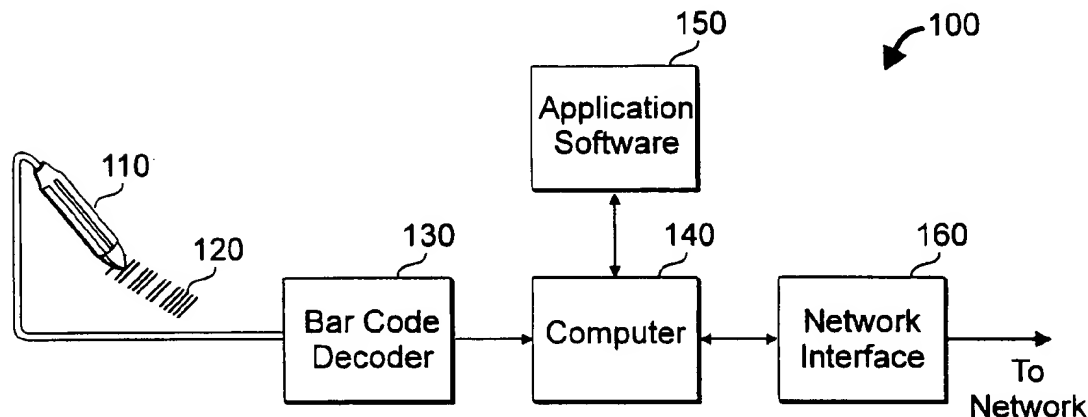 150
100
Application
Software
110
120
130
140
160
Bar Code
Decoder
Computer
Network
Interface
To
Network